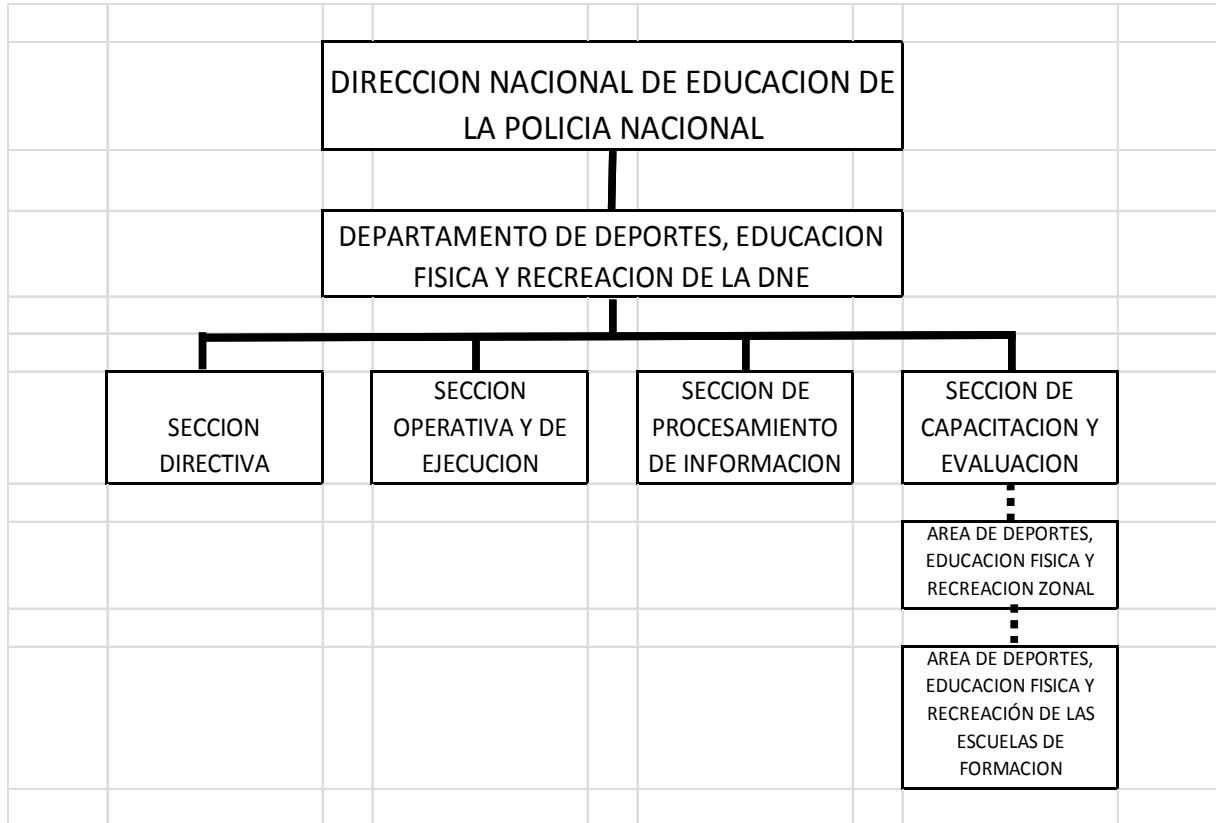 DIRECCION NACIONAL DE EDUCACION DE
LA POLICIA NACIONAL
DEPARTAMENTO DE DEPORTES, EDUCACION
FISICA Y RECREACION DE LA DNE
SECCION
DIRECTIVA
SECCION
OPERATIVA Y DE
EJECUCION
SECCION DE
PROCESAMIENTO
DE INFORMACION
SECCION DE
CAPACITACION Y
EVALUACION
AREA DE DEPORTES,
EDUCACION FISICA Y
RECREACION ZONAL
AREA DE DEPORTES,
EDUCACION FISICA Y
RECREACIÓN DE LAS
ESCUELAS DE
FORMACION